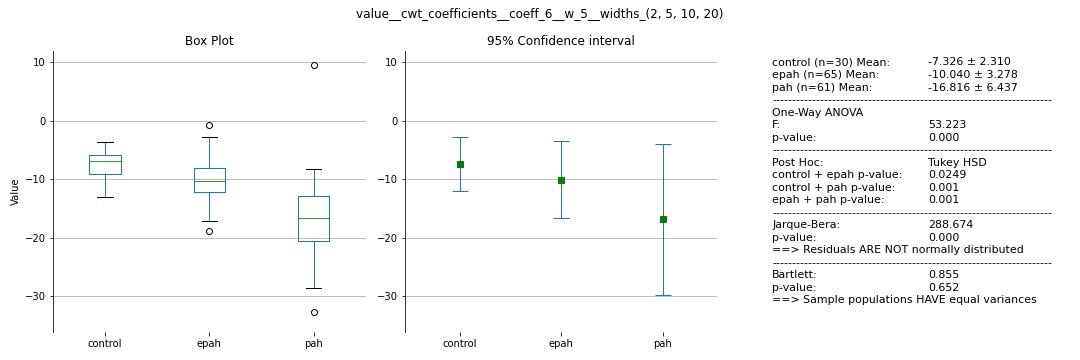 value__cwt_coefficients__coeff_6__w_5__widths_(2, 5, 10, 20)
Box Plot
Value
10
0
−10
−20
−30
control epah pah
95% Confidence interval
10
0
−10
−20
−30
control epah pah
control (n=30) Mean: -7.326 ± 2.310
epah (n=65) Mean: -10.040 ± 3.278
pah (n=61) Mean: -16.816 ± 6.437
One-Way ANOVA
F: 53.223
p-value: 0.000
Post Hoc: Tukey HSD
control + epah p-value: 0.0249
control + pah p-value: 0.001
epah + pah p-value: 0.001
Jarque-Bera: 288.674
p-value: 0.000
==> Residuals ARE NOT normally distributed
Bartlett: 0.855
p-value: 0.652
==> Sample populations HAVE equal variances